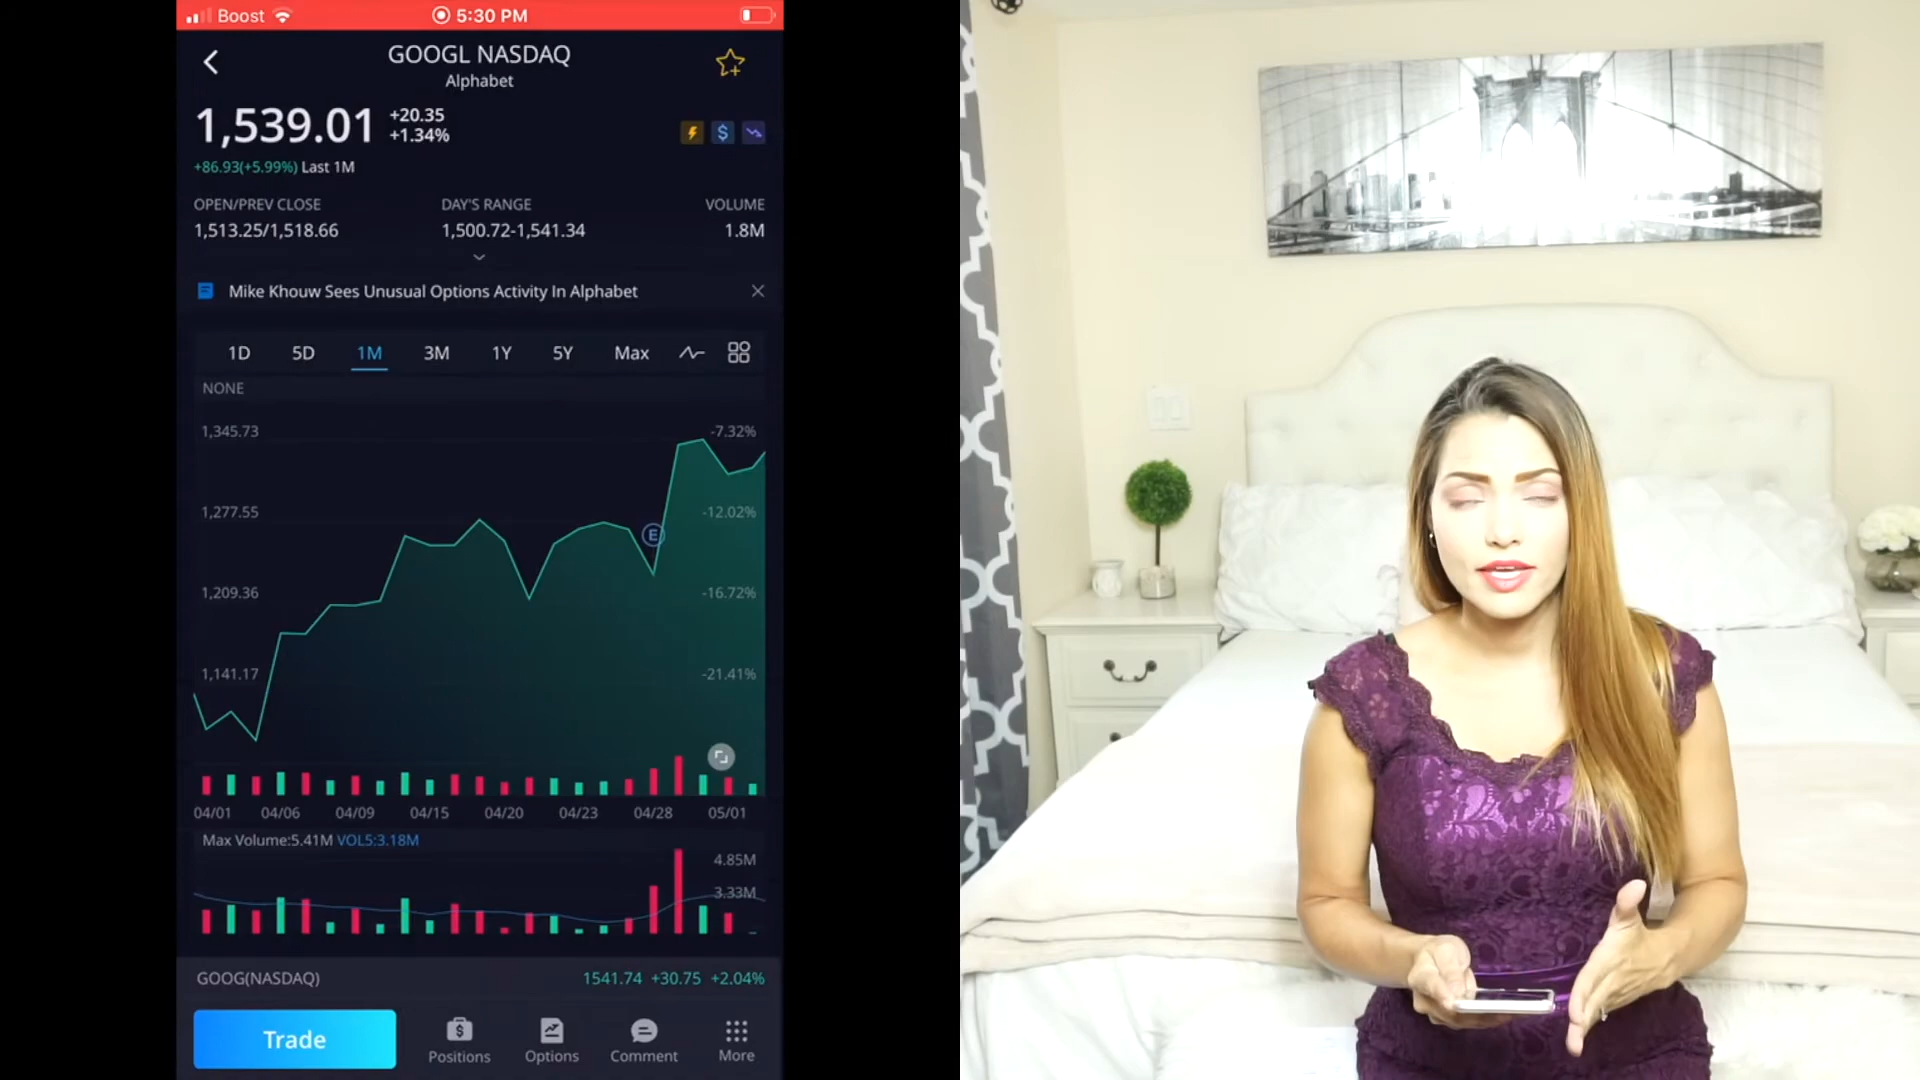 Boost 5:30 PM
GOOGL NASDAQ
Alphabet
1,539.01 +20.35
+1.34%
+86.93(+5.99%) Last 1M
OPEN/PREV CLOSE DAY'S RANGE VOLUME
1,513.25/1,518.66 1,500.72-1,541.34 1.8M
Mike Khouw Sees Unusual Options Activity In Alphabet
1D 5D 1M 3M 1Y 5Y Max
NONE
1,345.73 -7.32%
1,277.55 -12.02%
E
1,209.36 -16.72%
1,141.17 -21.41%
04/01 04/06 04/09 04/15 04/20 04/23 04/28 05/01
Max Volume:5.41M VOL5:3.18M
4.85M
3.33M
GOOG(NASDAQ) 1541.74 +30.75 +2.04%
Trade Positions Options Comment More